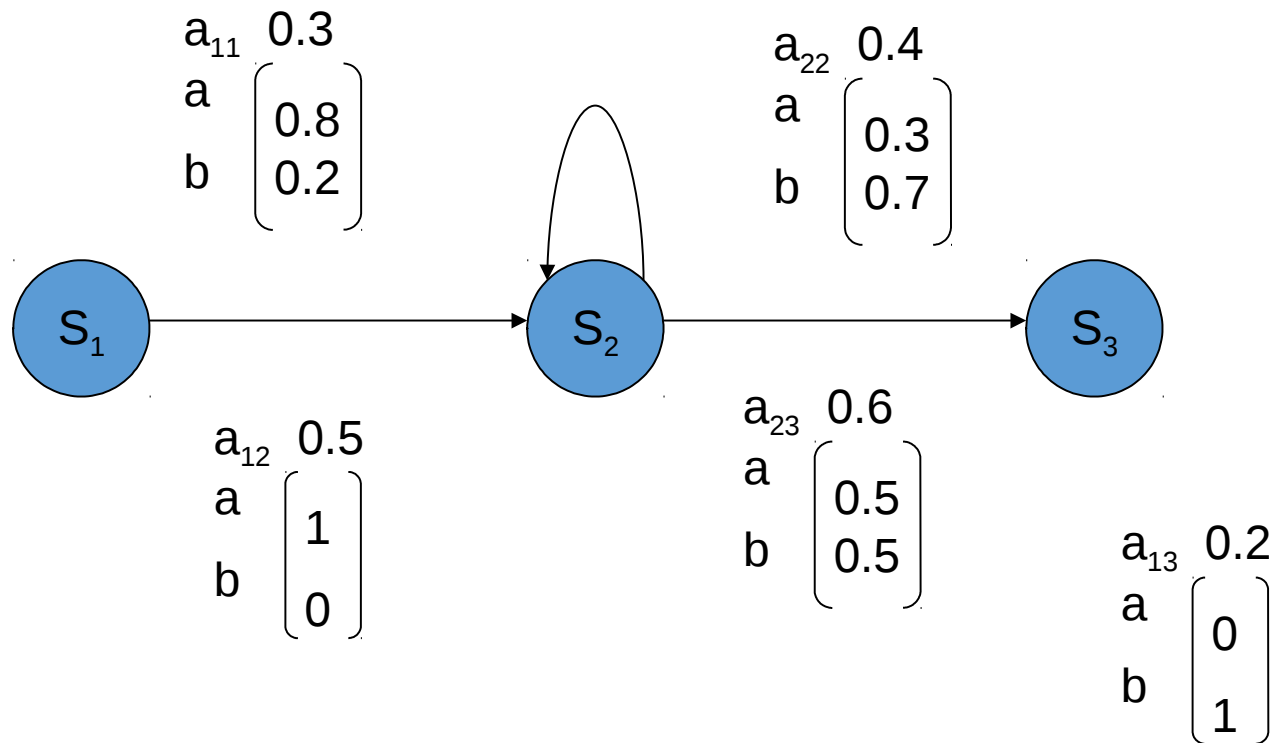 a₁₁ 0.3
a 0.8
b 0.2
a₂₂ 0.4
a 0.3
b 0.7
S₁
S₂
S₃
a₁₂ 0.5
a 1
b 0
a₂₃ 0.6
a 0.5
b 0.5
a₁₃ 0.2
a 0
b 1